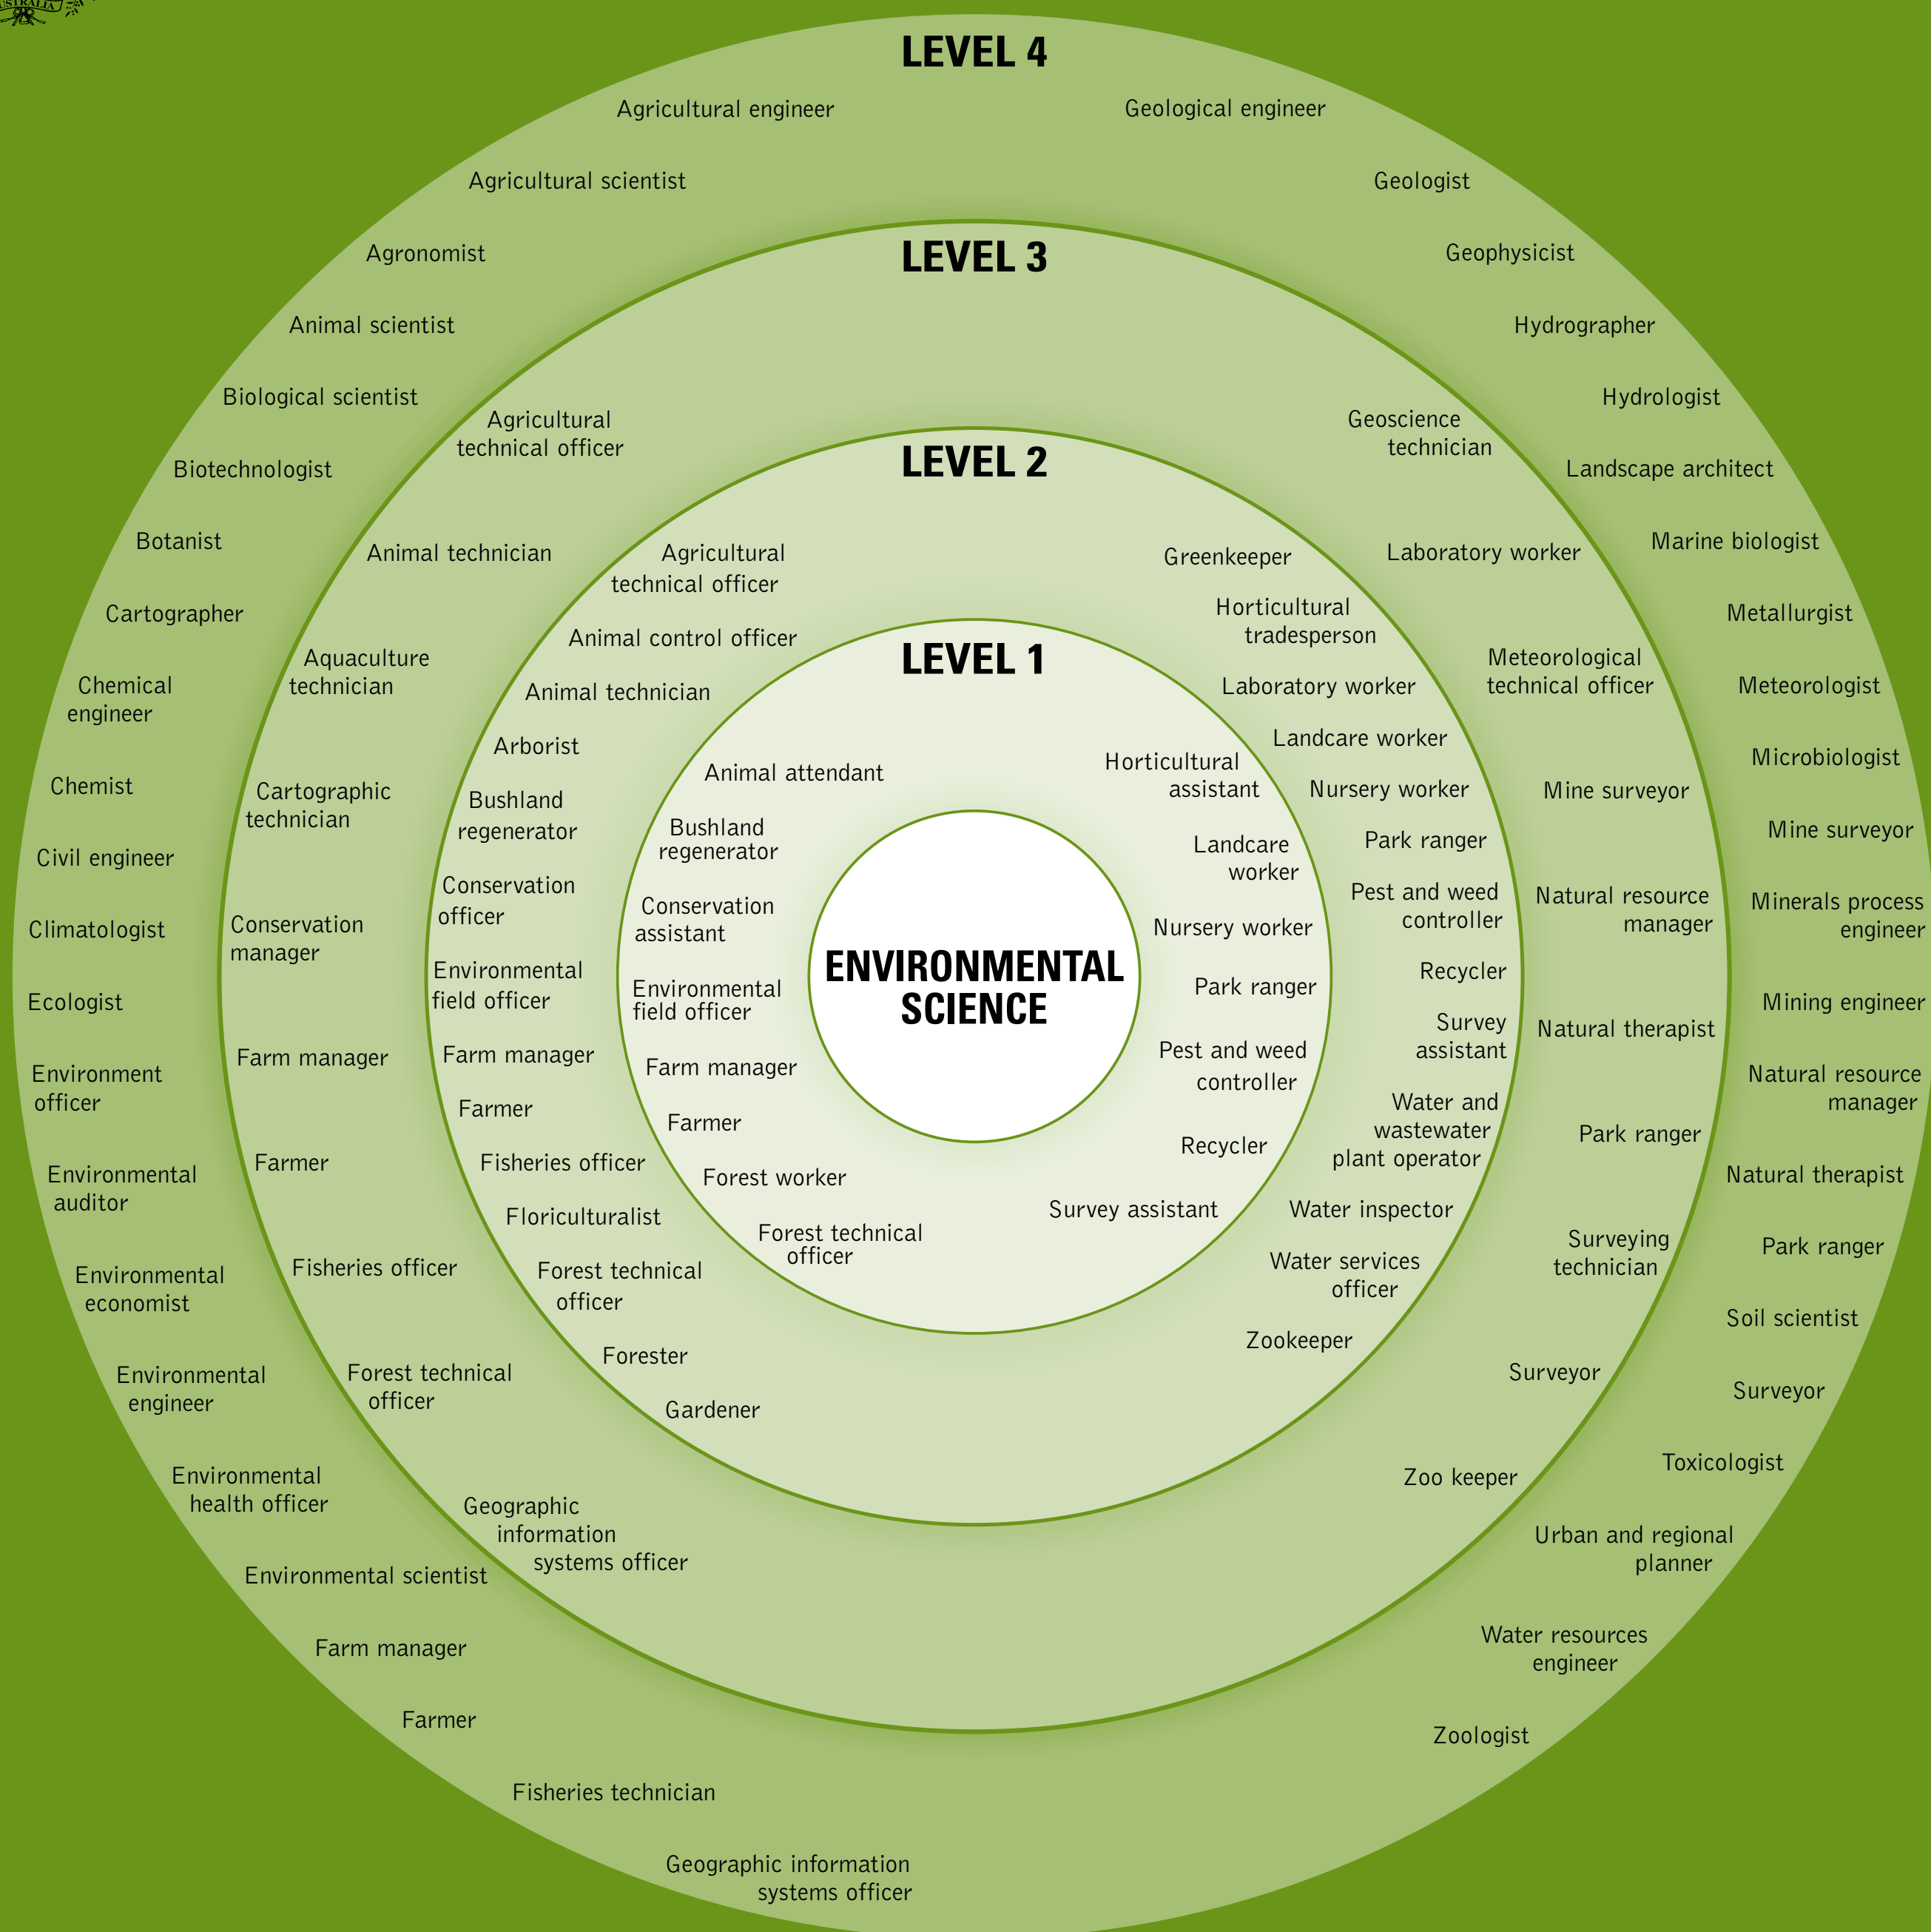 USTRALIA
LEVEL 4
Agricultural engineer
Agricultural scientist
Agronomist
Animal scientist
Biological scientist
Biotechnologist
Botanist
Cartographer
Chemical
engineer
Chemist
Civil engineer
Climatologist
Ecologist
Environment
officer
Environmental
auditor
Environmental
economist
Environmental
engineer
Environmental
health officer
Environmental scientist
Farm manager
Farmer
Fisheries technician
Geographic information
systems officer
Geological engineer
Geologist
Geophysicist
Hydrographer
Hydrologist
Landscape architect
Marine biologist
Metallurgist
Meteorologist
Microbiologist
Mine surveyor
Minerals process
engineer
Mining engineer
Natural resource
manager
Natural therapist
Park ranger
Soil scientist
Surveyor
Toxicologist
Urban and regional
planner
Water resources
engineer
Zoologist
LEVEL 3
Agricultural
technical officer
Animal technician
Aquaculture
technician
Cartographic
technician
Conservation
manager
Farm manager
Farmer
Fisheries officer
Forest technical
officer
Geographic
information
systems officer
Geoscience
technician
Laboratory worker
Meteorological
technical officer
Mine surveyor
Natural resource
manager
Natural therapist
Park ranger
Surveying
technician
Surveyor
Zoo keeper
LEVEL 2
Agricultural
technical officer
Animal control officer
Animal technician
Arborist
Bushland
regenerator
Conservation
officer
Environmental
field officer
Farm manager
Farmer
Fisheries officer
Floriculturalist
Forest technical
officer
Forester
Gardener
Greenkeeper
Horticultural
tradesperson
Laboratory worker
Landcare worker
Nursery worker
Park ranger
Pest and weed
controller
Recycler
Survey
assistant
Water and
wastewater
plant operator
Water inspector
Water services
officer
Zookeeper
LEVEL 1
Animal attendant
Bushland
regenerator
Conservation
assistant
Environmental
field officer
Farm manager
Farmer
Forest worker
Forest technical
officer
Horticultural
assistant
Landcare
worker
Nursery worker
Park ranger
Pest and weed
controller
Recycler
Survey assistant
ENVIRONMENTAL
SCIENCE